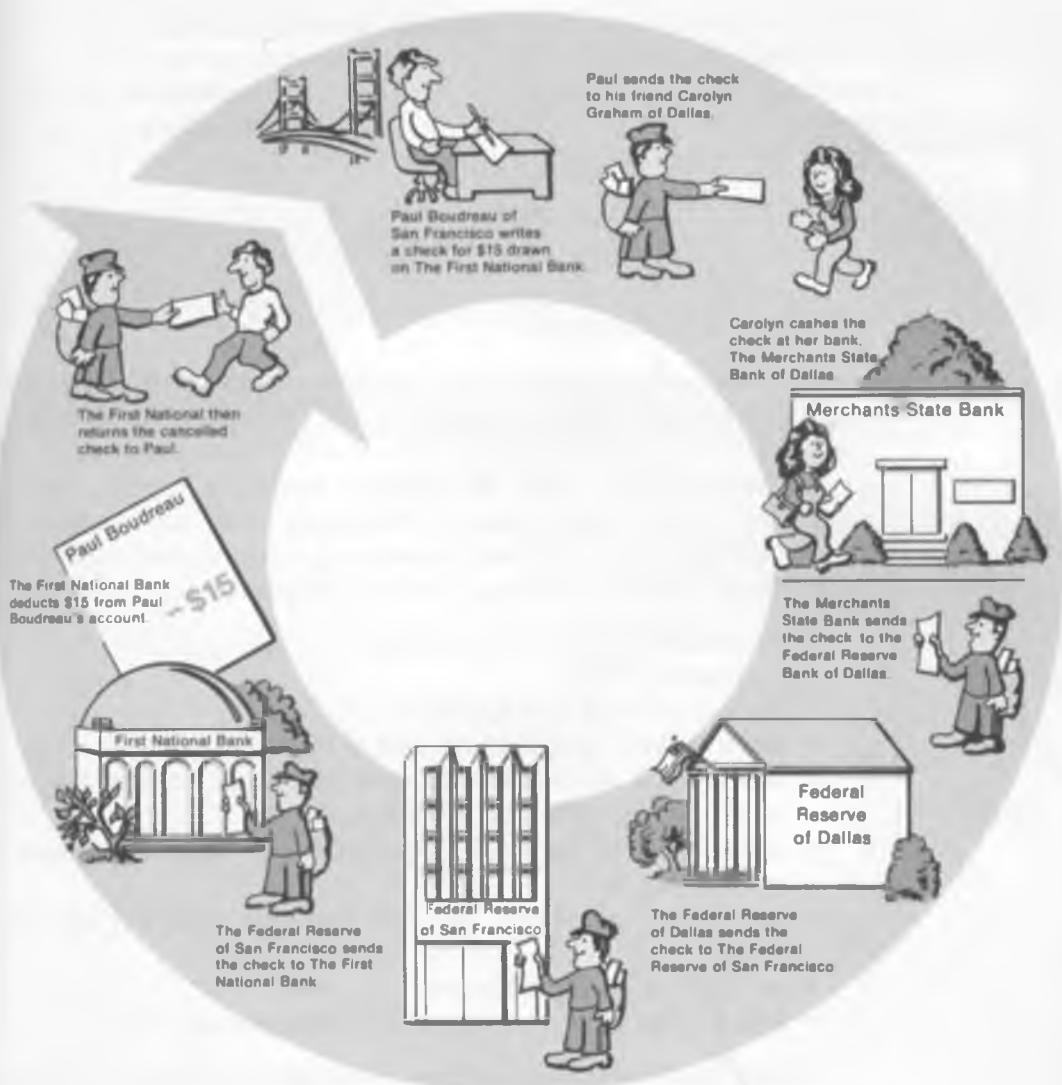 Paul Boudreau of
San Francisco writes
a check for $15 drawn
on The First National Bank.
Paul sends the check
to his friend Carolyn
Graham of Dallas.
Carolyn cashes the
check at her bank,
The Merchants State
Bank of Dallas
Merchants State Bank
The Merchants
State Bank sends
the check to the
Federal Reserve
Bank of Dallas.
Federal
Reserve
of Dallas
The Federal Reserve
of Dallas sends the
check to The Federal
Reserve of San Francisco
Federal Reserve
of San Francisco
The Federal Reserve
of San Francisco sends
the check to The First
National Bank
First National Bank
The First National Bank
deducts $15 from Paul
Boudreau's account.
Paul Boudreau
- $15
The First National then
returns the cancelled
check to Paul.